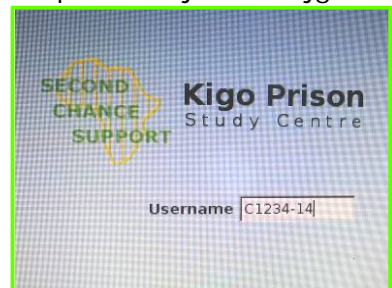 SECOND
CHANCE
SUPPORT
Kigo Prison
Study Centre
Username C1234-14